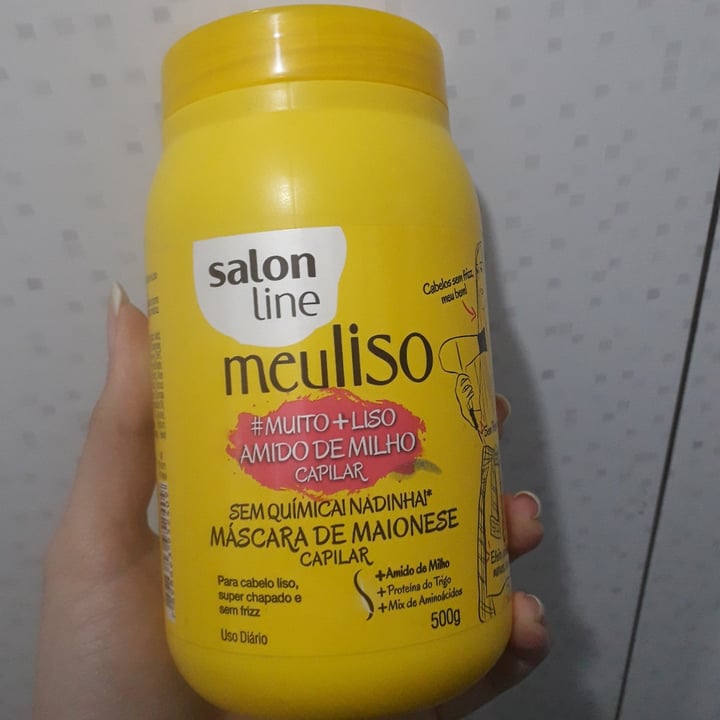 salon
line
meuliso
#MUITO+LISO
AMIDO DE MILHO
CAPILAR
SEM QUÍMICA! NADINHA!*
MÁSCARA DE MAIONESE
CAPILAR
Para cabelo liso,
super chapado e
sem frizz
Uso Diário
+Amido de Milho
+Proteína do Trigo
+Mix de Aminoácidos
500g
Cabelos sem frizz,
meu bem!